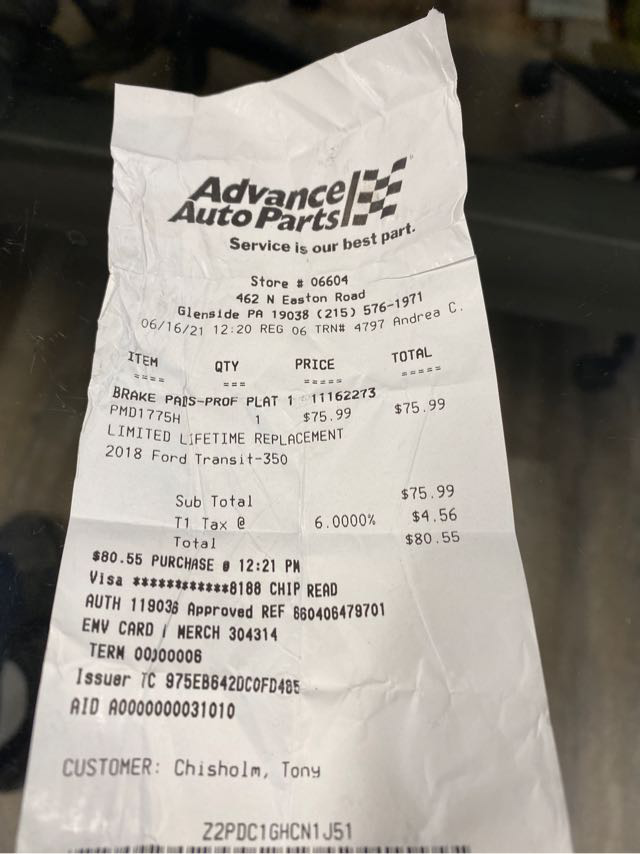 Advance
Auto Parts
Service is our best part.
Store # 06604
462 N Easton Road
Glenside PA 19038 (215) 576-1971
06/16/21 12:20 REG 06 TRN# 4797 Andrea C.
ITEM QTY PRICE TOTAL
==== === ===== =====
BRAKE PADS-PROF PLAT 1 11162273
PMD1775H 1 $75.99 $75.99
LIMITED LIFETIME REPLACEMENT
2018 Ford Transit-350
Sub Total $75.99
T1 Tax @ 6.0000% $4.56
Total $80.55
$80.55 PURCHASE @ 12:21 PM
Visa ************8188 CHIP READ
AUTH 119036 Approved REF 660406479701
EMV CARD / MERCH 304314
TERM 00000006
Issuer TC 975EB642DC0FD485
AID A0000000031010
CUSTOMER: Chisholm, Tony
Z2PDC1GHCN1J51